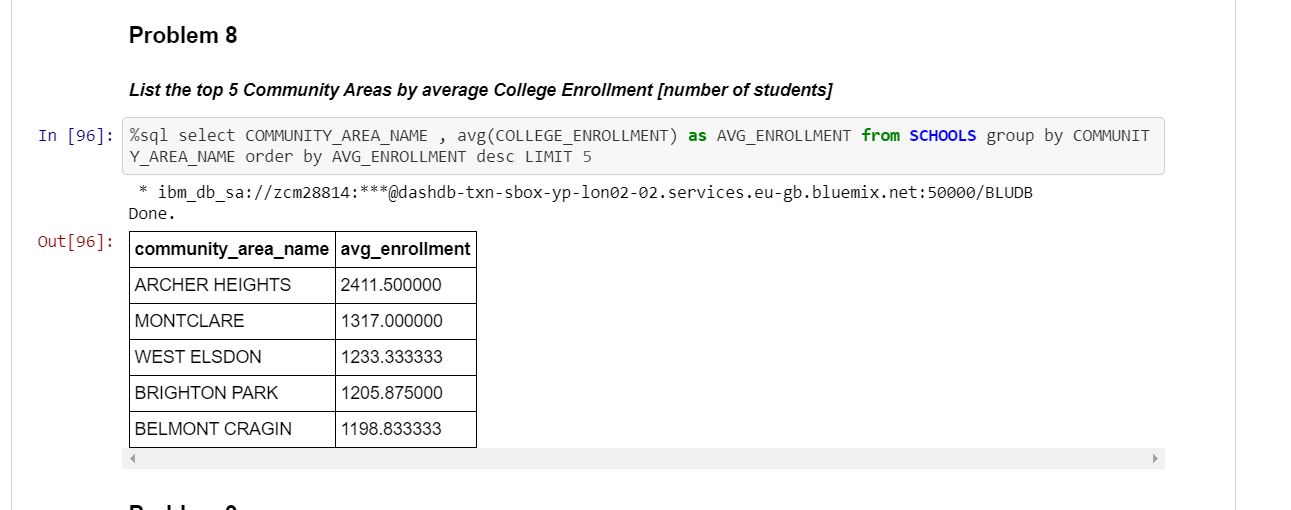 Problem 8
List the top 5 Community Areas by average College Enrollment [number of students]
In [96]: %sql select COMMUNITY_AREA_NAME , avg(COLLEGE_ENROLLMENT) as AVG_ENROLLMENT from SCHOOLS group by COMMUNIT
Y_AREA_NAME order by AVG_ENROLLMENT desc LIMIT 5
* ibm_db_sa://zcm28814:***@dashdb-txn-sbox-yp-lon02-02.services.eu-gb.bluemix.net:50000/BLUDB
Done.
Out[96]:
community_area_name avg_enrollment
ARCHER HEIGHTS 2411.500000
MONTCLARE 1317.000000
WEST ELSDON 1233.333333
BRIGHTON PARK 1205.875000
BELMONT CRAGIN 1198.833333